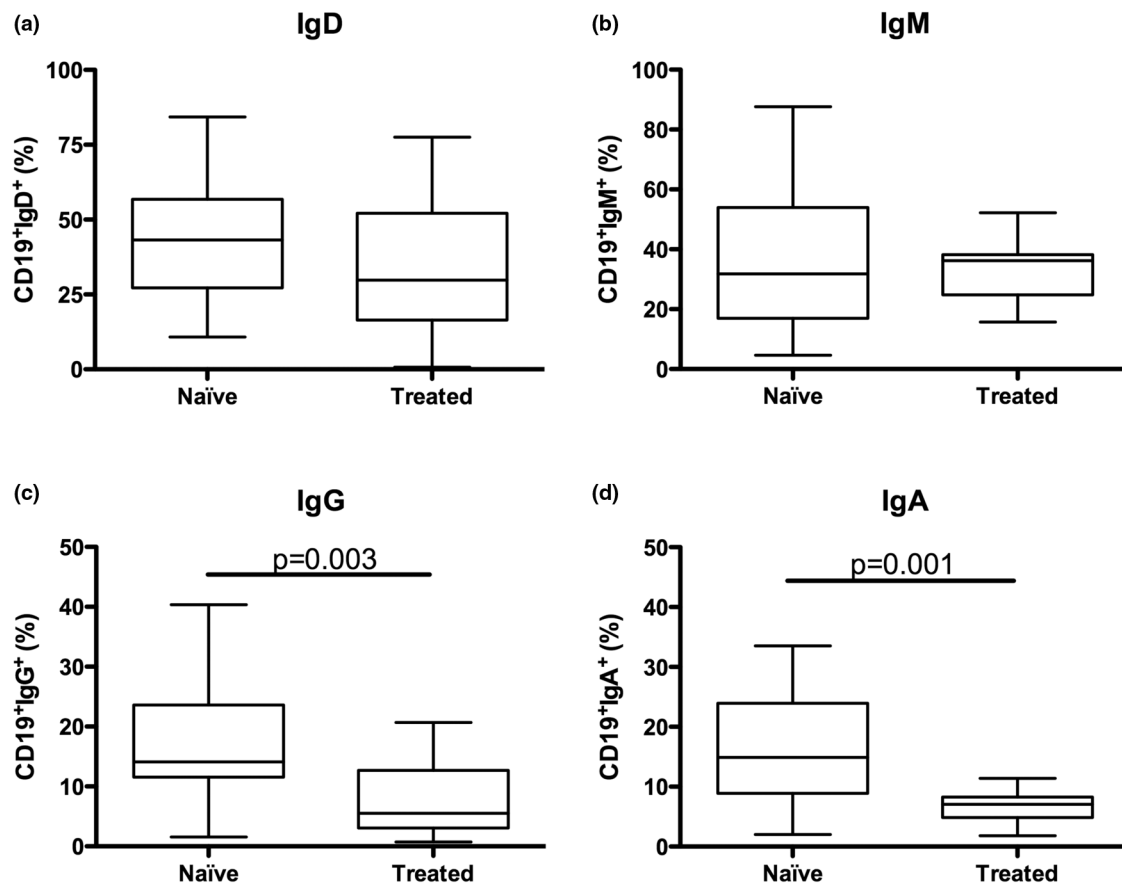 (a) IgD
CD19⁺IgD⁺ (%)
100
75
50
25
0
Naïve Treated
(b) IgM
CD19⁺IgM⁺ (%)
100
80
60
40
20
0
Naïve Treated
(c) IgG
CD19⁺IgG⁺ (%)
50
40
30
20
10
0
p=0.003
Naïve Treated
(d) IgA
CD19⁺IgA⁺ (%)
50
40
30
20
10
0
p=0.001
Naïve Treated